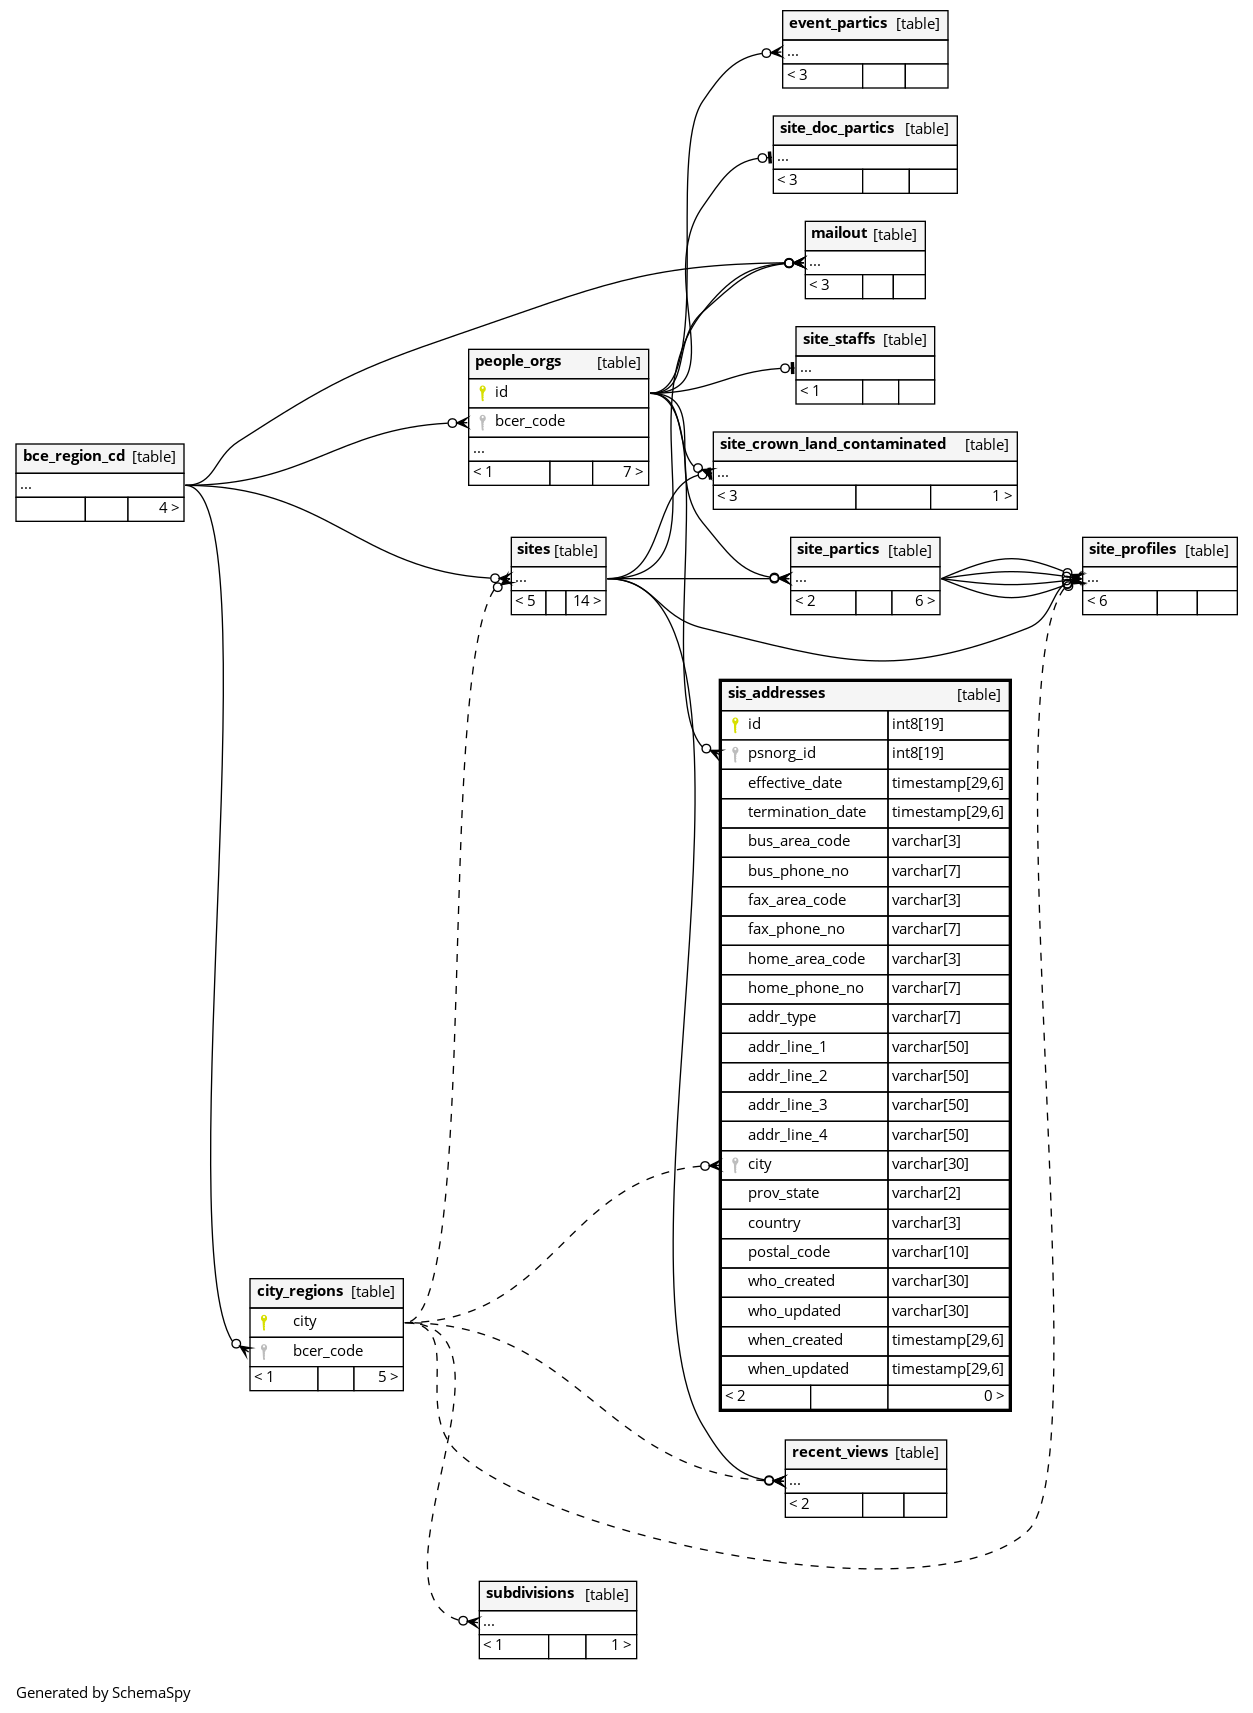 event_partics [table]
...
< 3
site_doc_partics [table]
...
< 3
mailout [table]
...
< 3
site_staffs [table]
...
< 1
people_orgs [table]
id
bcer_code
...
< 1 7 >
bce_region_cd [table]
...
4 >
site_crown_land_contaminated [table]
...
< 3 1 >
sites [table]
...
< 5 14 >
site_partics [table]
...
< 2 6 >
site_profiles [table]
...
< 6
sis_addresses [table]
id int8[19]
psnorg_id int8[19]
effective_date timestamp[29,6]
termination_date timestamp[29,6]
bus_area_code varchar[3]
bus_phone_no varchar[7]
fax_area_code varchar[3]
fax_phone_no varchar[7]
home_area_code varchar[3]
home_phone_no varchar[7]
addr_type varchar[7]
addr_line_1 varchar[50]
addr_line_2 varchar[50]
addr_line_3 varchar[50]
addr_line_4 varchar[50]
city varchar[30]
prov_state varchar[2]
country varchar[3]
postal_code varchar[10]
who_created varchar[30]
who_updated varchar[30]
when_created timestamp[29,6]
when_updated timestamp[29,6]
< 2 0 >
city_regions [table]
city
bcer_code
< 1 5 >
recent_views [table]
...
< 2
subdivisions [table]
...
< 1 1 >
Generated by SchemaSpy